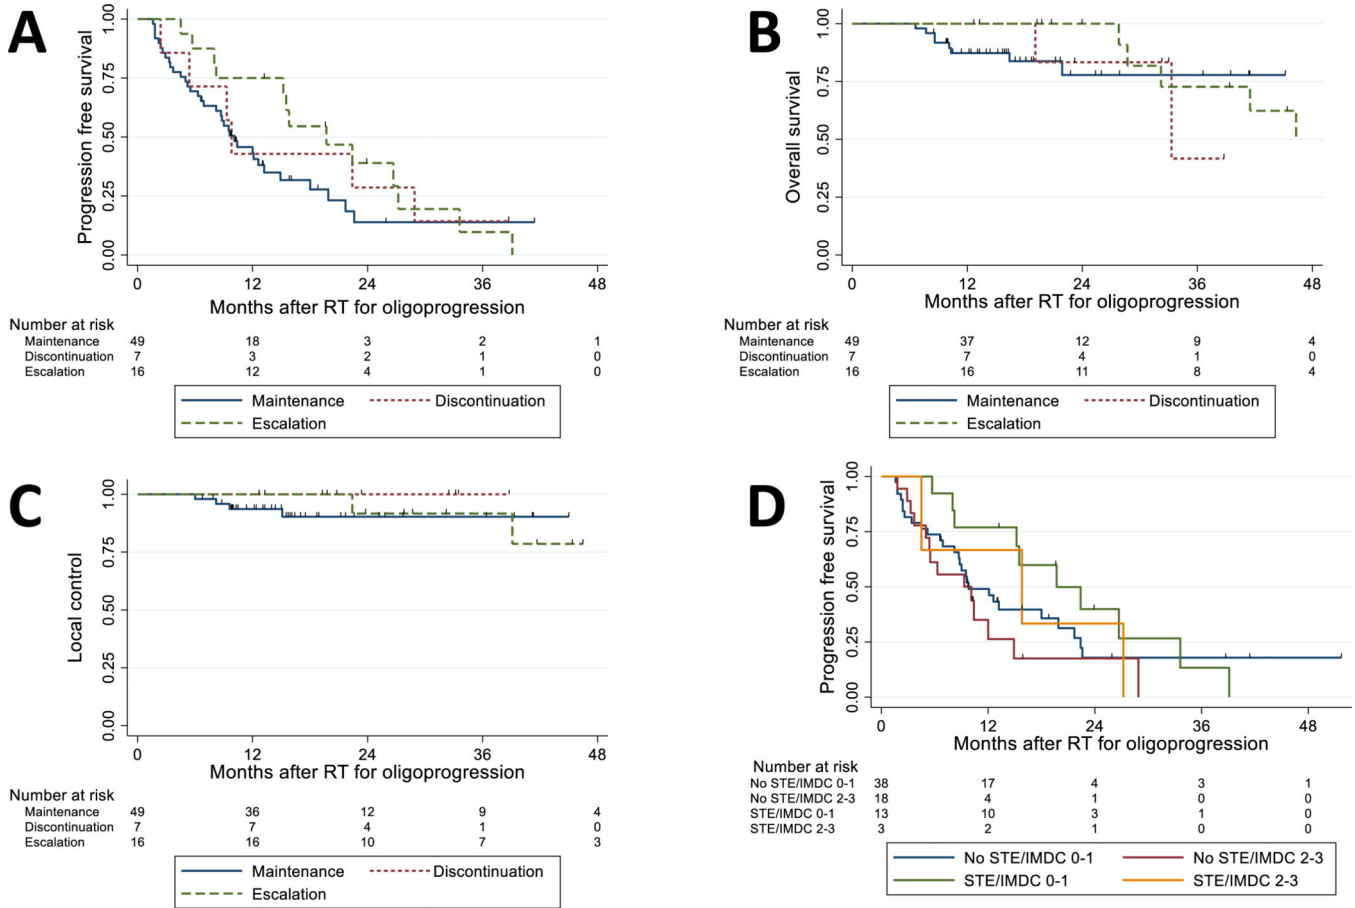 A
Progression free survival
1.00
0.75
0.50
0.25
0.00
0 12 24 36 48
Months after RT for oligoprogression
Number at risk
Maintenance 49 18 3 2 1
Discontinuation 7 3 2 1 0
Escalation 16 12 4 1 0
Maintenance Discontinuation
Escalation
B
Overall survival
1.00
0.75
0.50
0.25
0.00
0 12 24 36 48
Months after RT for oligoprogression
Number at risk
Maintenance 49 37 12 9 4
Discontinuation 7 7 4 1 0
Escalation 16 16 11 8 4
Maintenance Discontinuation
Escalation
C
Local control
1.00
0.75
0.50
0.25
0.00
0 12 24 36 48
Months after RT for oligoprogression
Number at risk
Maintenance 49 36 12 9 4
Discontinuation 7 7 4 1 0
Escalation 16 16 10 7 3
Maintenance Discontinuation
Escalation
D
Progression free survival
1.00
0.75
0.50
0.25
0.00
0 12 24 36 48
Months after RT for oligoprogression
Number at risk
No STE/IMDC 0-1 38 17 4 3 1
No STE/IMDC 2-3 18 4 1 0 0
STE/IMDC 0-1 13 10 3 1 0
STE/IMDC 2-3 3 2 1 0 0
No STE/IMDC 0-1 No STE/IMDC 2-3
STE/IMDC 0-1 STE/IMDC 2-3